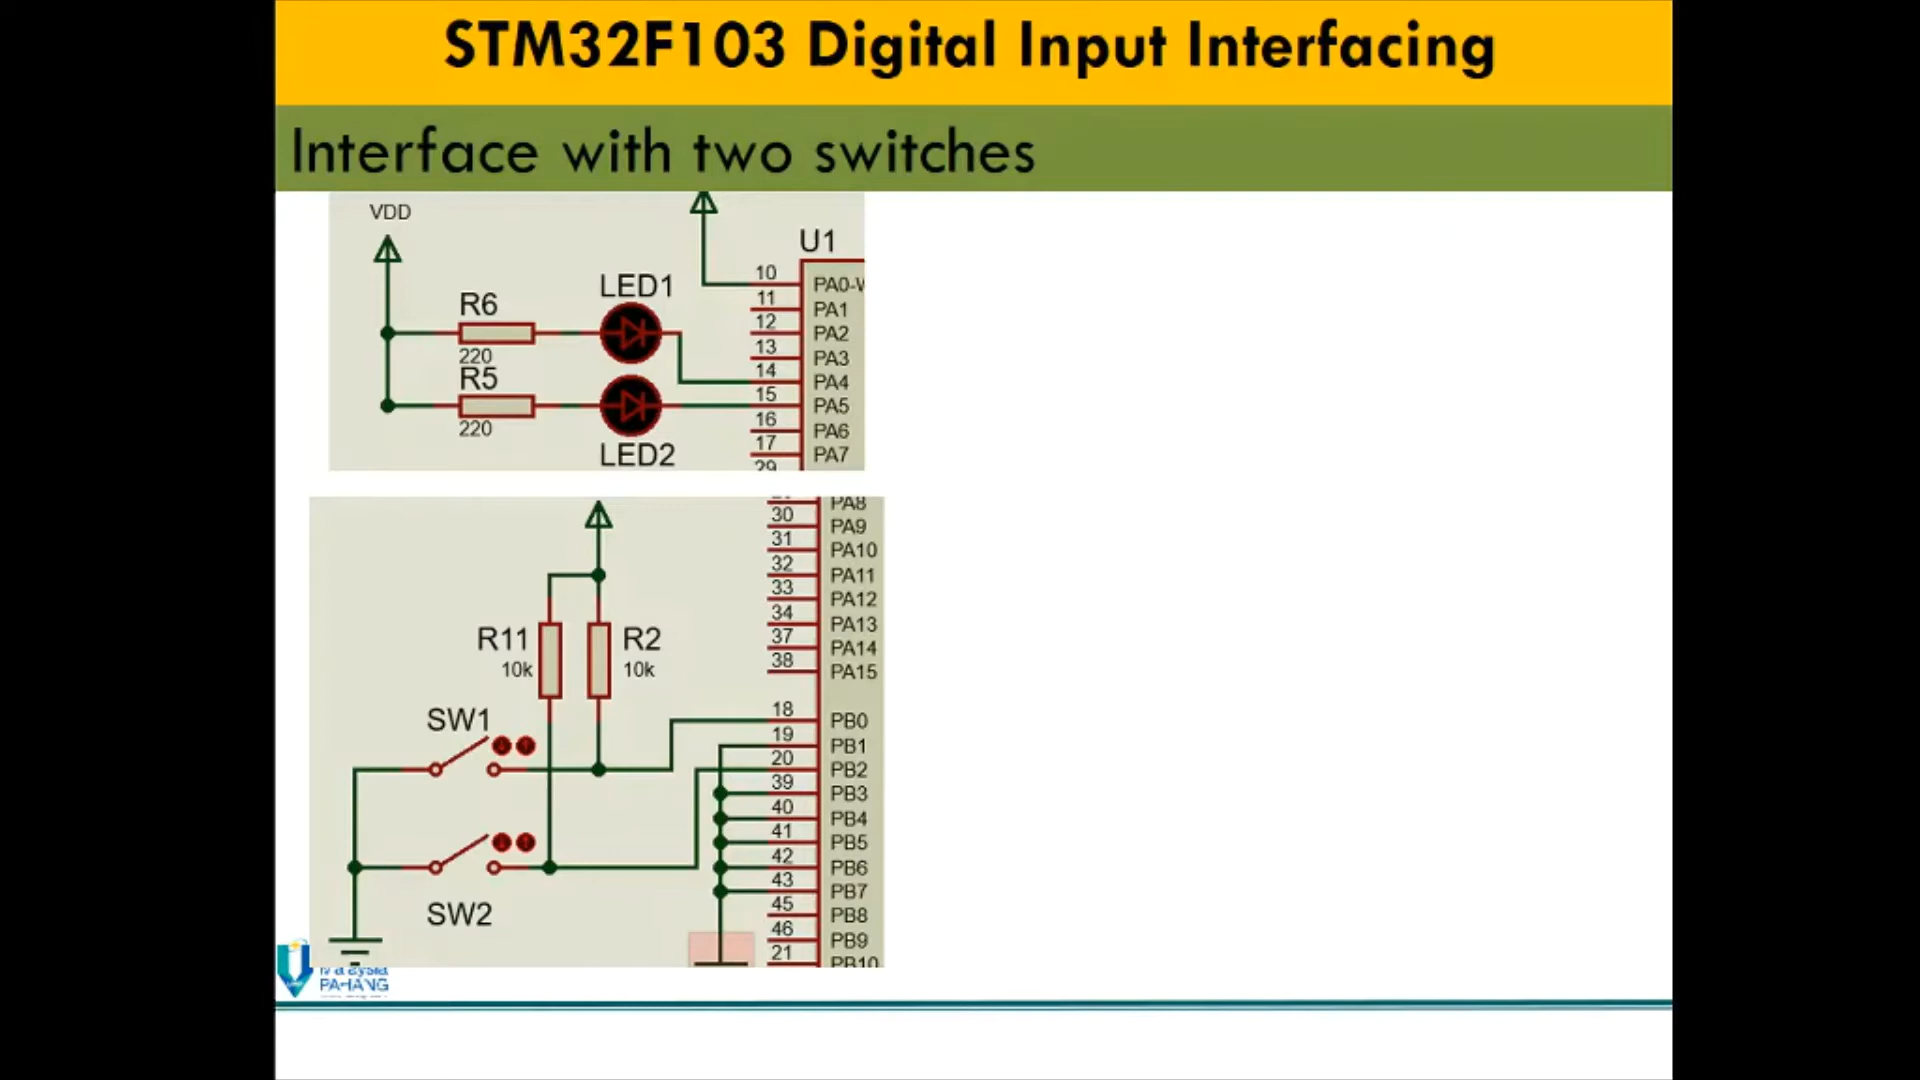 STM32F103 Digital Input Interfacing
Interface with two switches
VDD
U1
R6
220
LED1
R5
220
LED2
10
11
12
13
14
15
16
17
29
PA0-
PA1
PA2
PA3
PA4
PA5
PA6
PA7
30
31
32
33
34
37
38
PA8
PA9
PA10
PA11
PA12
PA13
PA14
PA15
R11
10k
R2
10k
SW1
SW2
18
19
20
39
40
41
42
43
45
46
21
PB0
PB1
PB2
PB3
PB4
PB5
PB6
PB7
PB8
PB9
PB10
Malaysia
PAHANG